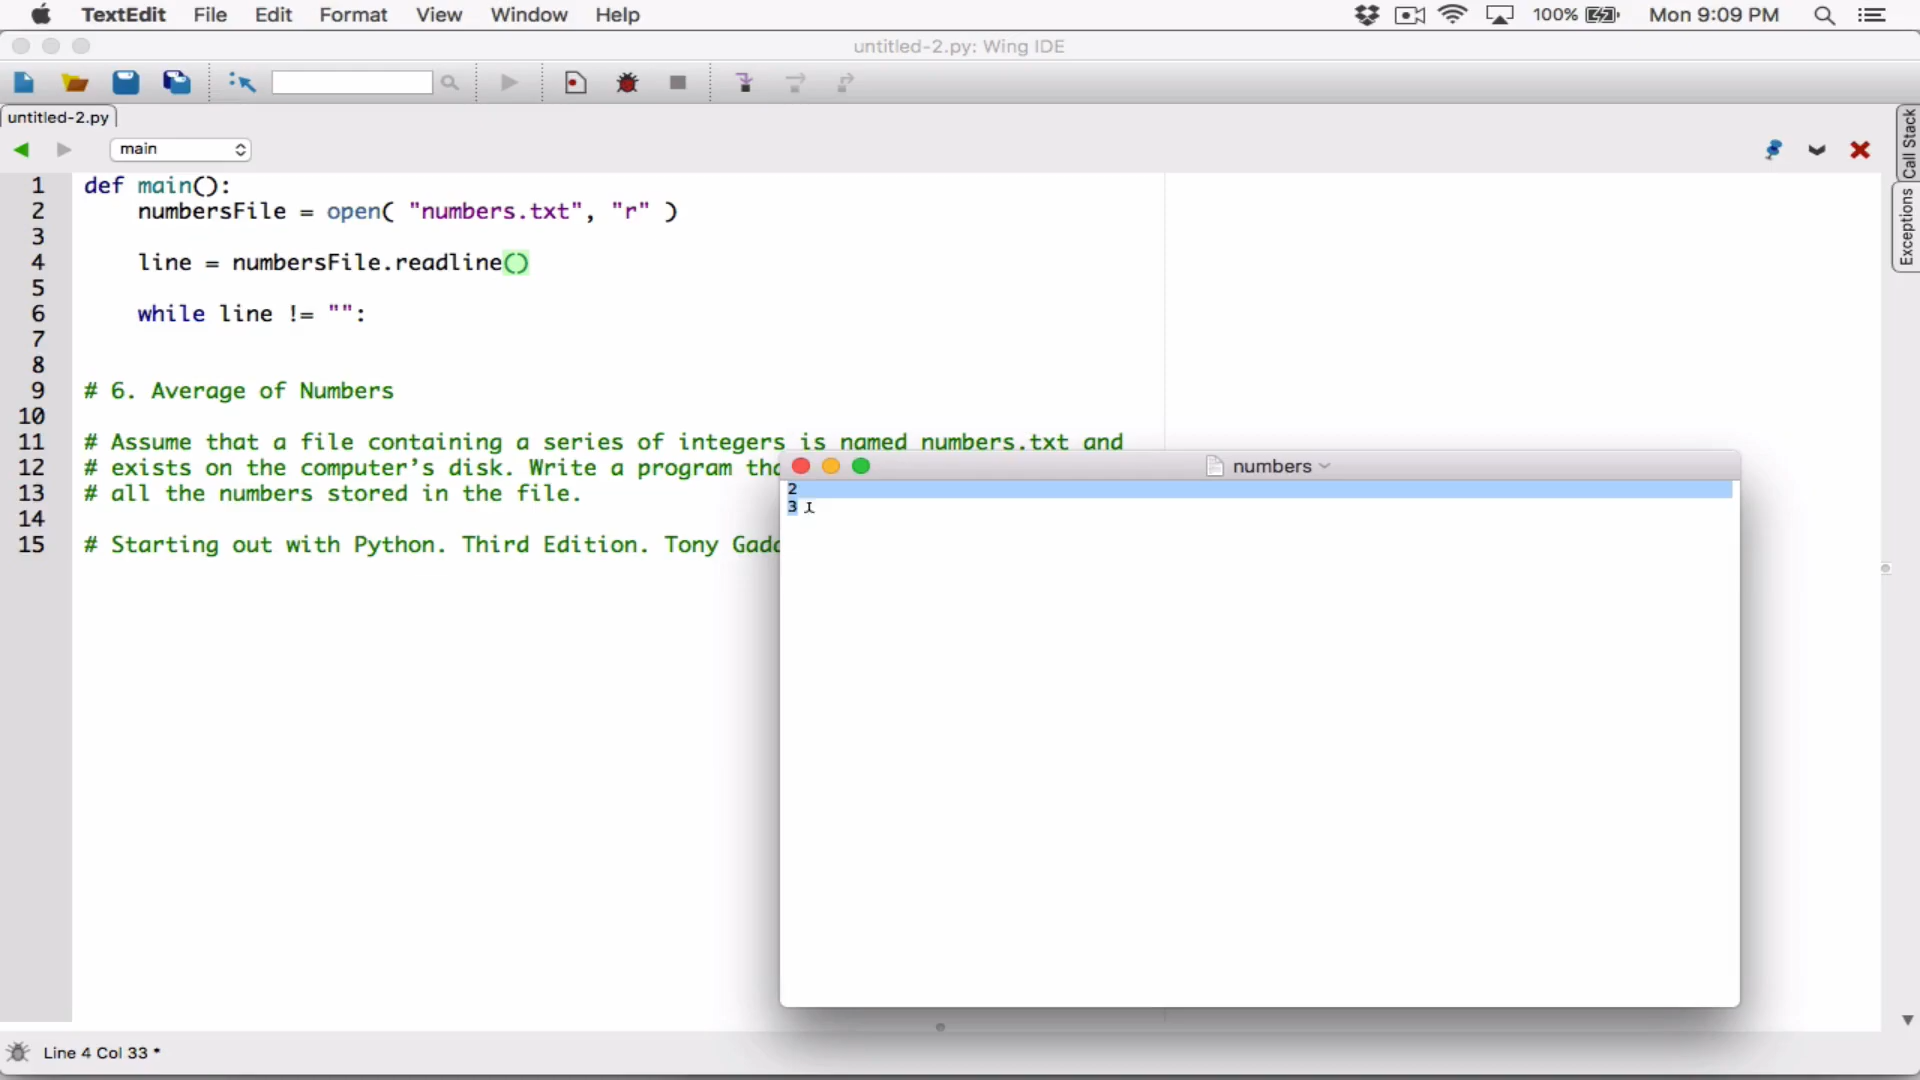 TextEdit File Edit Format View Window Help 100% Mon 9:09 PM
untitled-2.py: Wing IDE
untitled-2.py
main
Call Stack
Exceptions
1 def main():
2 numbersFile = open( "numbers.txt", "r" )
3
4 line = numbersFile.readline()
5
6 while line != "":
7
8
9 # 6. Average of Numbers
10
11 # Assume that a file containing a series of integers is named numbers.txt and
12 # exists on the computer’s disk. Write a program
13 # all the numbers stored in the file.
14
15 # Starting out with Python. Third Edition. Tony
numbers
2
3
Line 4 Col 33 *